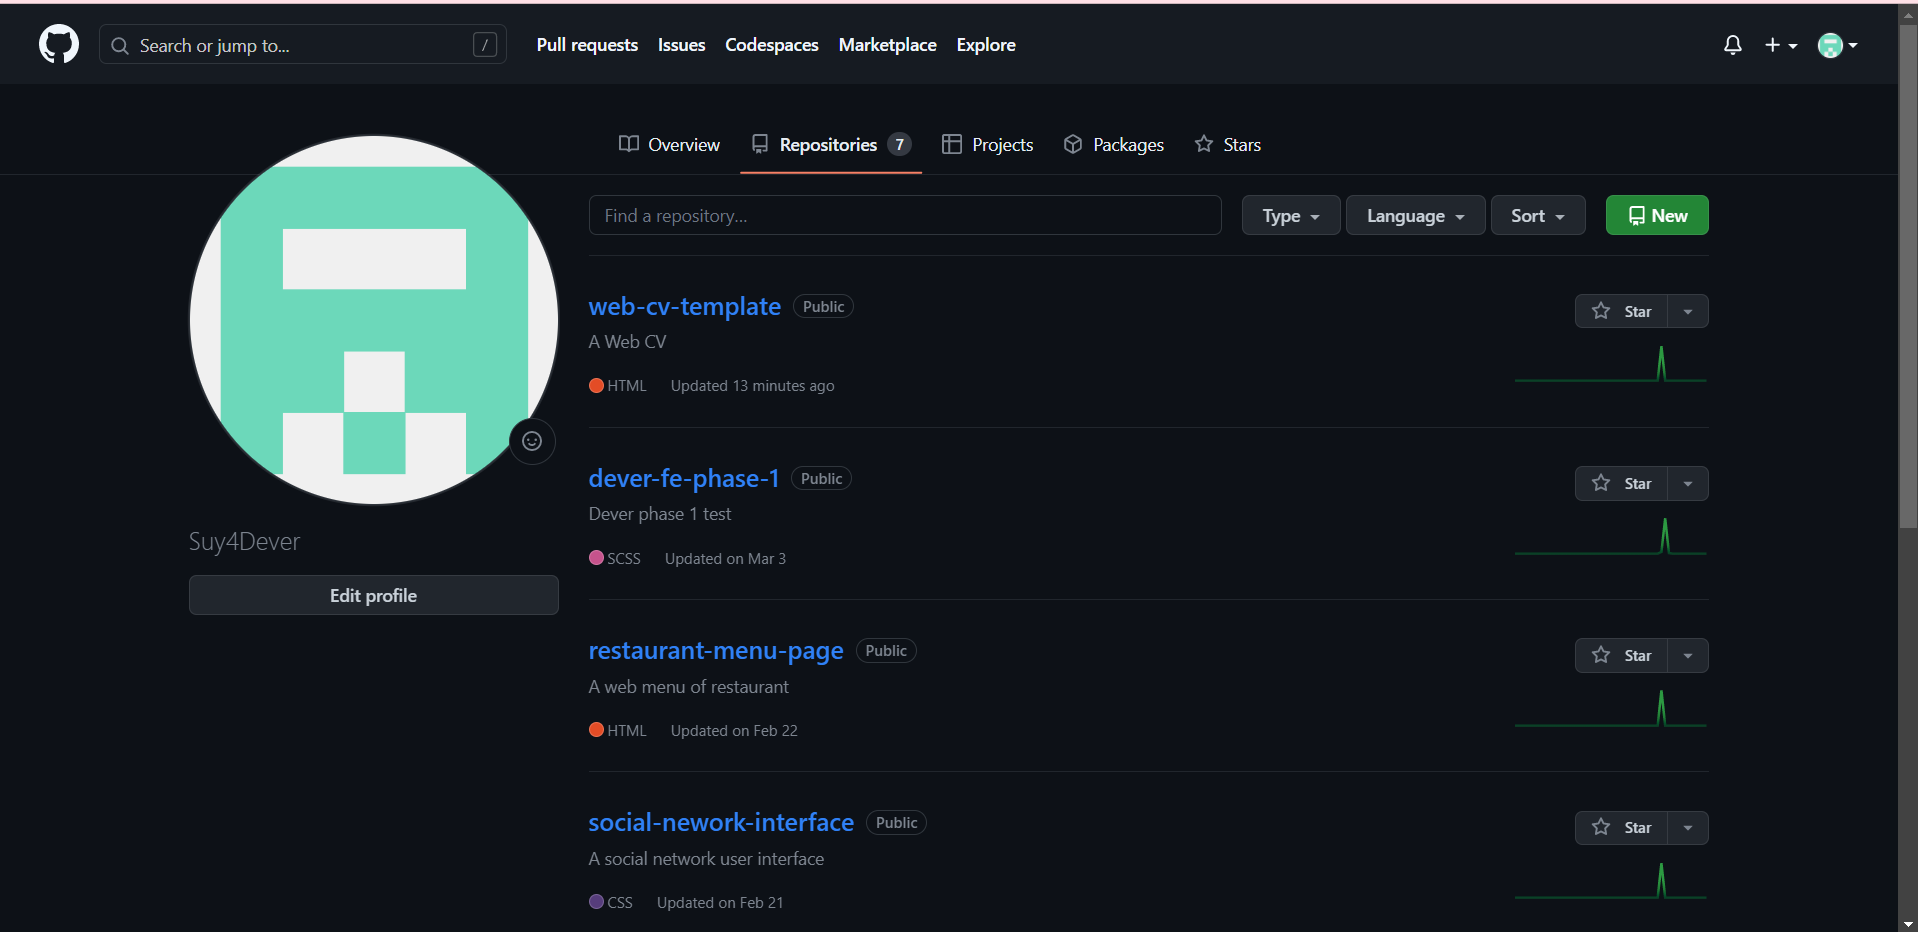 Search or jump to... / Pull requests Issues Codespaces Marketplace Explore
Overview Repositories 7 Projects Packages Stars
Find a repository... Type Language Sort New
web-cv-template Public Star
A Web CV
HTML Updated 13 minutes ago
dever-fe-phase-1 Public Star
Dever phase 1 test
SCSS Updated on Mar 3
Suy4Dever
Edit profile
restaurant-menu-page Public Star
A web menu of restaurant
HTML Updated on Feb 22
social-nework-interface Public Star
A social network user interface
CSS Updated on Feb 21